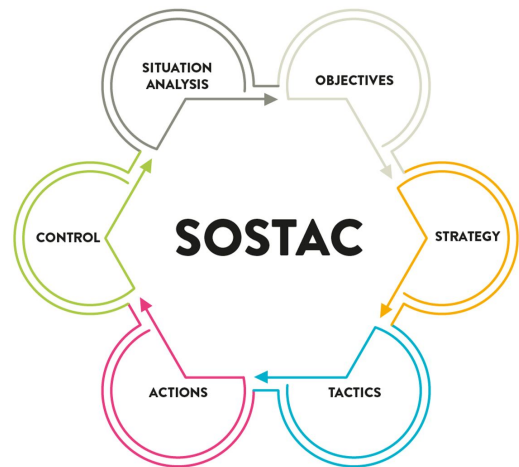 SITUATION
ANALYSIS
OBJECTIVES
SOSTAC
CONTROL
STRATEGY
ACTIONS
TACTICS